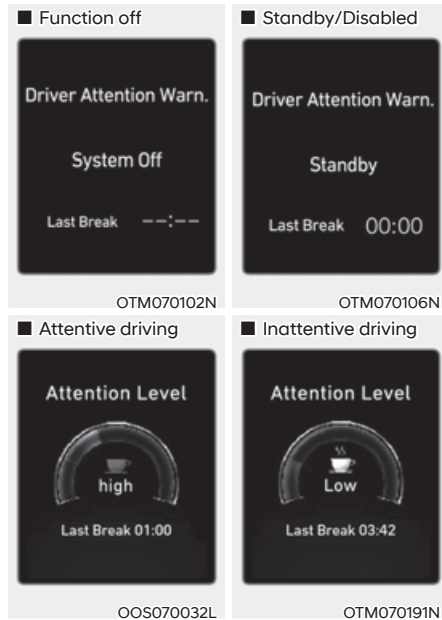 ■ Function off
Driver Attention Warn.
System Off
Last Break --:--
OTM070102N
■ Standby/Disabled
Driver Attention Warn.
Standby
Last Break 00:00
OTM070106N
■ Attentive driving
Attention Level
high
Last Break 01:00
OOS070032L
■ Inattentive driving
Attention Level
Low
Last Break 03:42
OTM070191N